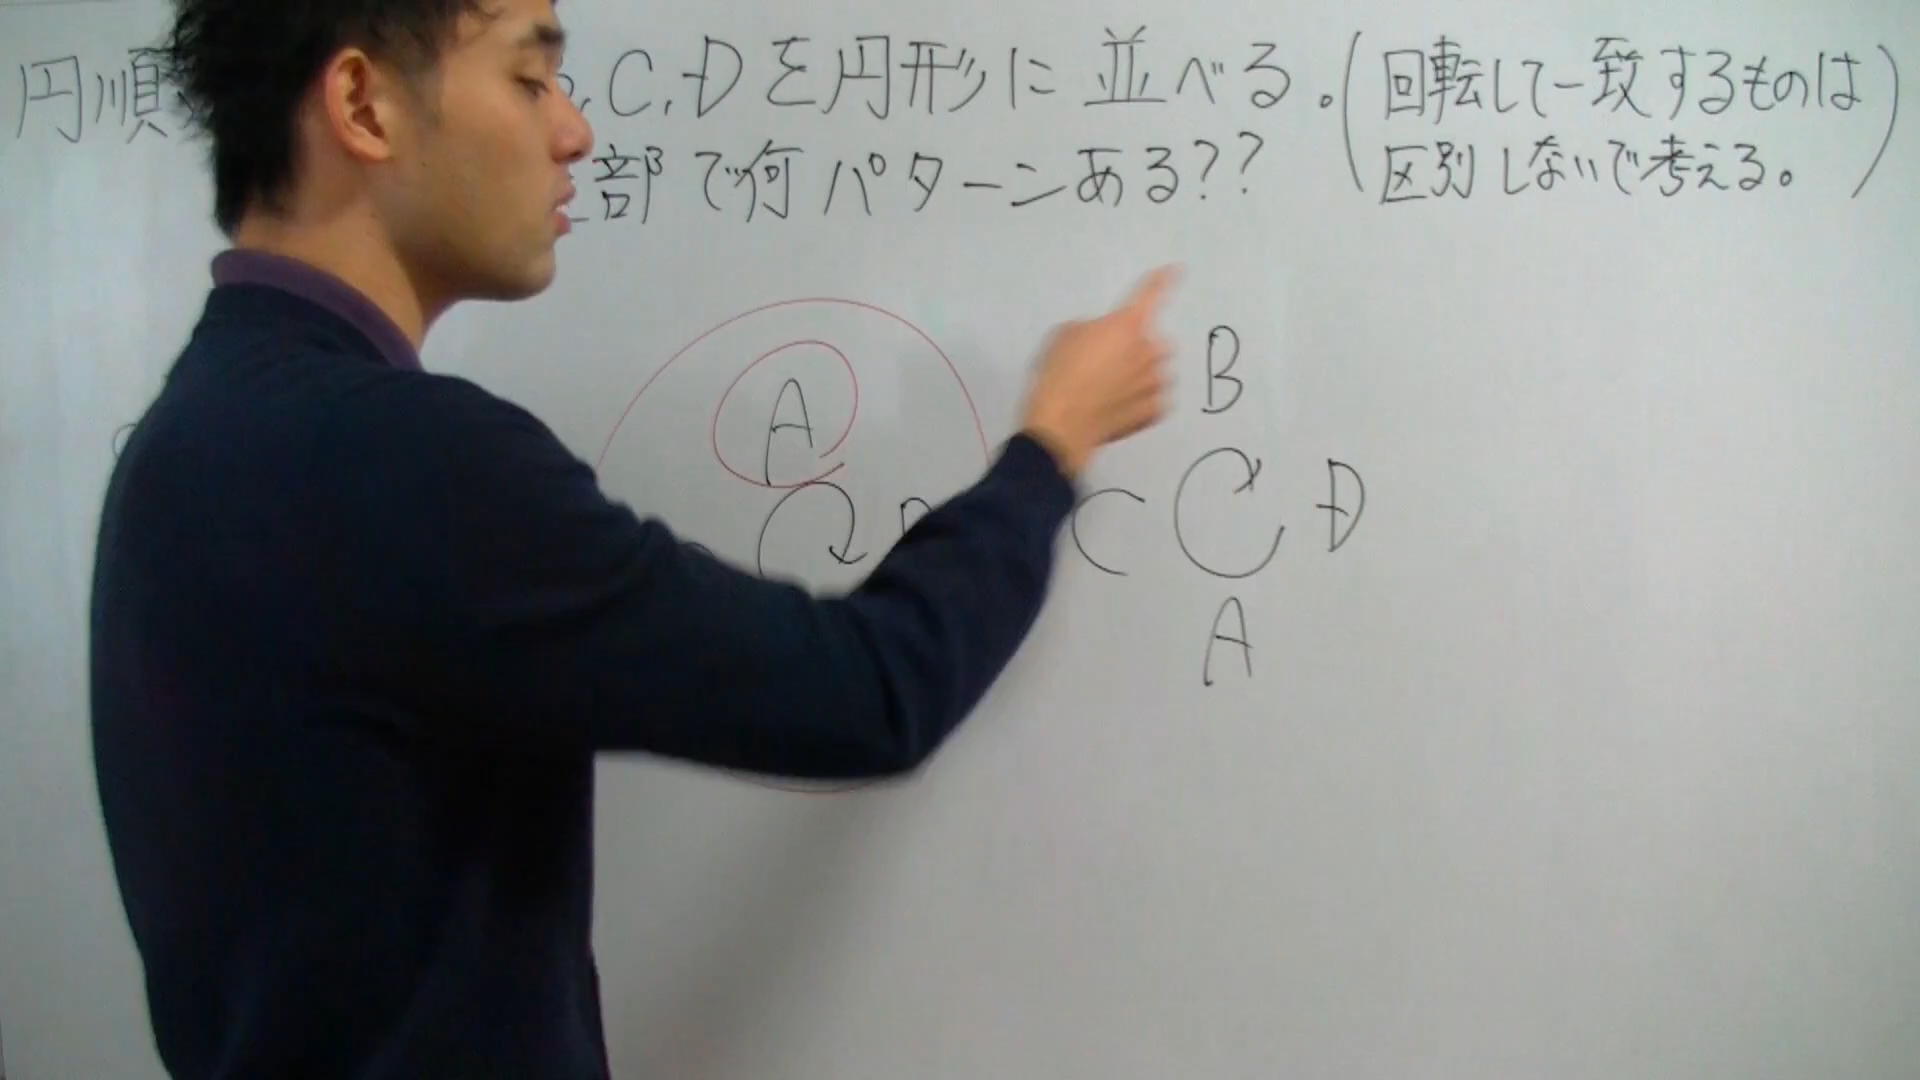 円順 C, Dを円形に並べる。(回転して一致するものは
部で何パターンある?? 区別しないで考える。)
A
B
C D
A